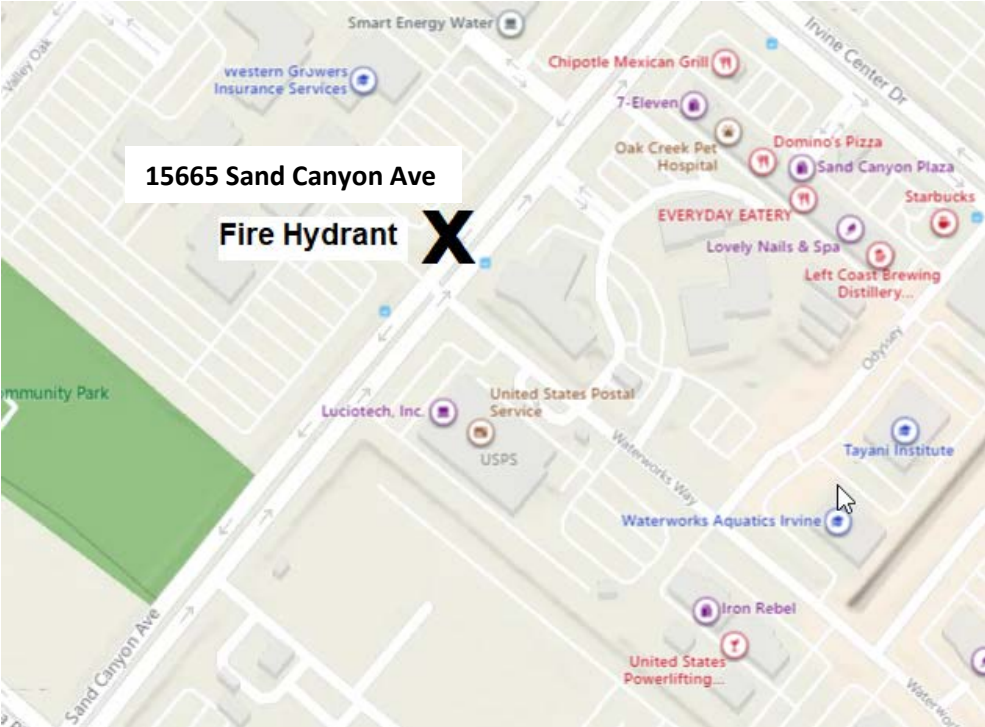 Smart Energy Water
Irvine Center Dr
Valley Oak
Western Growers
Insurance Services
Chipotle Mexican Grill
7-Eleven
Oak Creek Pet
Hospital
Domino's Pizza
Sand Canyon Plaza
15665 Sand Canyon Ave
Starbucks
EVERYDAY EATERY
Fire Hydrant X
Lovely Nails & Spa
Left Coast Brewing
Distillery...
Odyssey
mmunity Park
Luciotech, Inc.
United States Postal
Service
USPS
Waterworks Way
Tayani Institute
Waterworks Aquatics Irvine
Iron Rebel
United States
Powerlifting...
Sand Canyon Ave
Waterwo